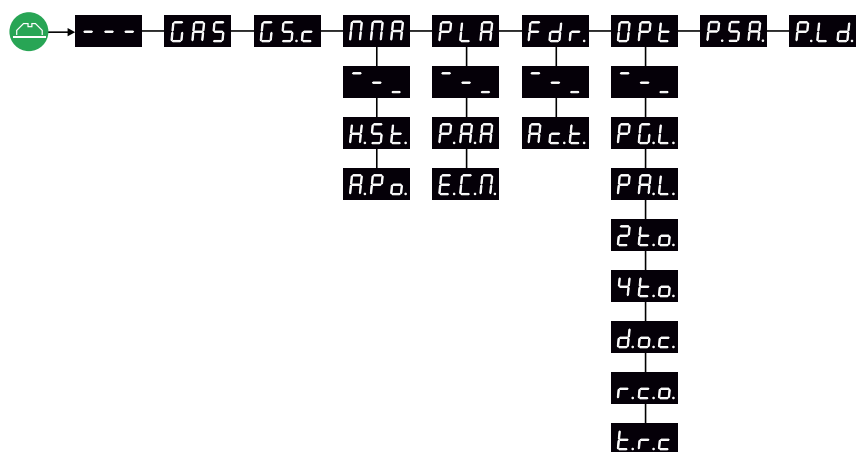 --- GAS GS.c MMA PLA Fdr. OPt P.SA. P.Ld.
¯-_ ¯-_ ¯-_ ¯-_
H.St. P.A.A Ac.t. PG.L.
A.Po. E.C.M. PA.L.
2t.o.
4t.o.
d.o.c.
r.c.o.
t.r.c